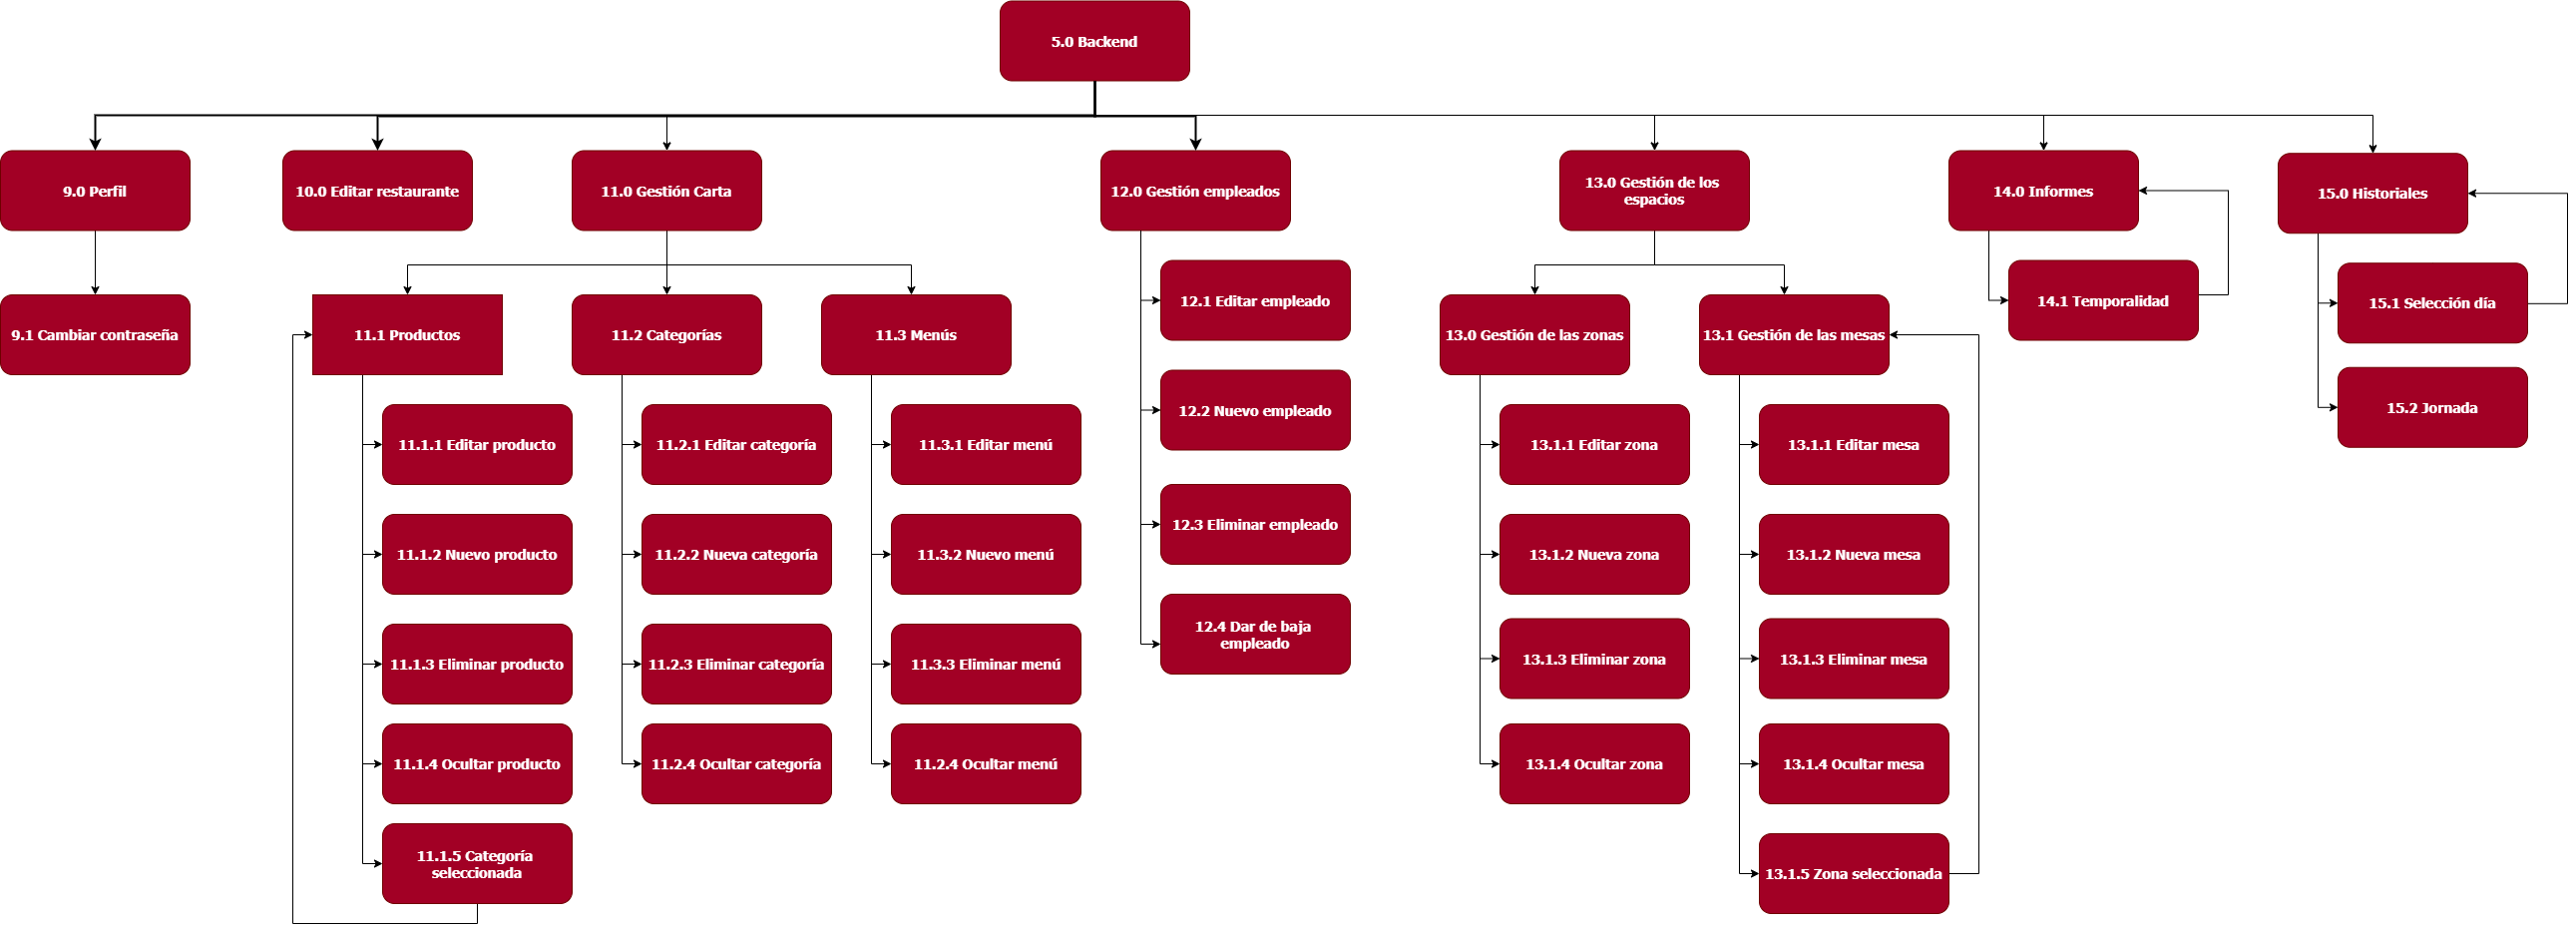 5.0 Backend
9.0 Perfil
10.0 Editar restaurante
11.0 Gestión Carta
12.0 Gestión empleados
13.0 Gestión de los
espacios
14.0 Informes
15.0 Historiales
9.1 Cambiar contraseña
11.1 Productos
11.1.1 Editar producto
11.1.2 Nuevo producto
11.1.3 Eliminar producto
11.1.4 Ocultar producto
11.1.5 Categoría
seleccionada
11.2 Categorías
11.2.1 Editar categoría
11.2.2 Nueva categoría
11.2.3 Eliminar categoría
11.2.4 Ocultar categoría
11.3 Menús
11.3.1 Editar menú
11.3.2 Nuevo menú
11.3.3 Eliminar menú
11.2.4 Ocultar menú
12.1 Editar empleado
12.2 Nuevo empleado
12.3 Eliminar empleado
12.4 Dar de baja
empleado
13.0 Gestión de las zonas
13.1.1 Editar zona
13.1.2 Nueva zona
13.1.3 Eliminar zona
13.1.4 Ocultar zona
13.1 Gestión de las mesas
13.1.1 Editar mesa
13.1.2 Nueva mesa
13.1.3 Eliminar mesa
13.1.4 Ocultar mesa
13.1.5 Zona seleccionada
14.1 Temporalidad
15.1 Selección día
15.2 Jornada